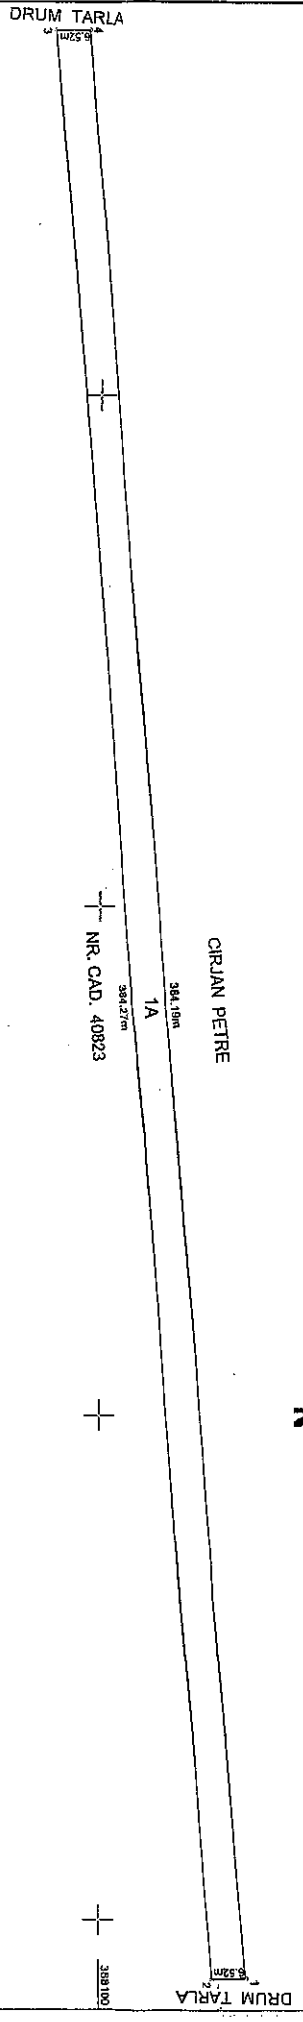 DRUM TARLA
3
4
6.52m
CIRJAN PETRE
384.19m
1A
384.27m
NR. CAD. 40823
N
1
2
6.52m
DRUM TARLA
388100